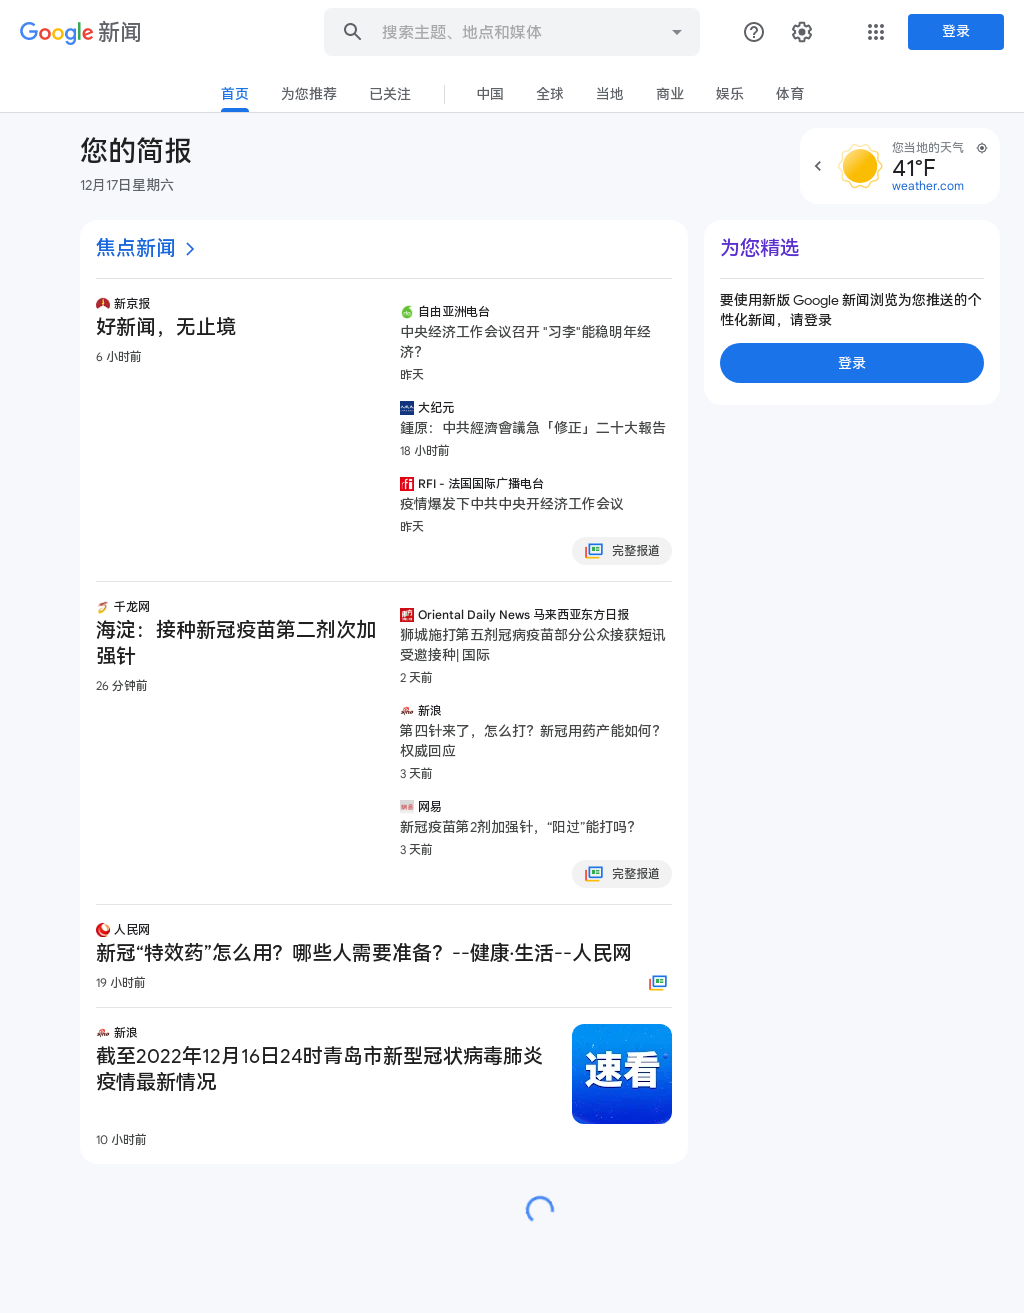 Google 新闻
搜索主题、地点和媒体
登录
首页
为您推荐
已关注
中国
全球
当地
商业
娱乐
体育
您的简报
12月17日星期六
您当地的天气
41°F
weather.com
焦点新闻
新京报
好新闻，无止境
6 小时前
自由亚洲电台
中央经济工作会议召开 "习李"能稳明年经
济？
昨天
大纪元
鍾原：中共經濟會議急「修正」二十大報告
18 小时前
RFI - 法国国际广播电台
疫情爆发下中共中央开经济工作会议
昨天
完整报道
千龙网
海淀：接种新冠疫苗第二剂次加
强针
26 分钟前
Oriental Daily News 马来西亚东方日报
狮城施打第五剂冠病疫苗部分公众接获短讯
受邀接种| 国际
2 天前
新浪
第四针来了，怎么打？新冠用药产能如何？
权威回应
3 天前
网易
新冠疫苗第2剂加强针，“阳过”能打吗？
3 天前
完整报道
人民网
新冠“特效药”怎么用？哪些人需要准备？--健康·生活--人民网
19 小时前
新浪
截至2022年12月16日24时青岛市新型冠状病毒肺炎
疫情最新情况
速看
10 小时前
为您精选
要使用新版 Google 新闻浏览为您推送的个
性化新闻，请登录
登录